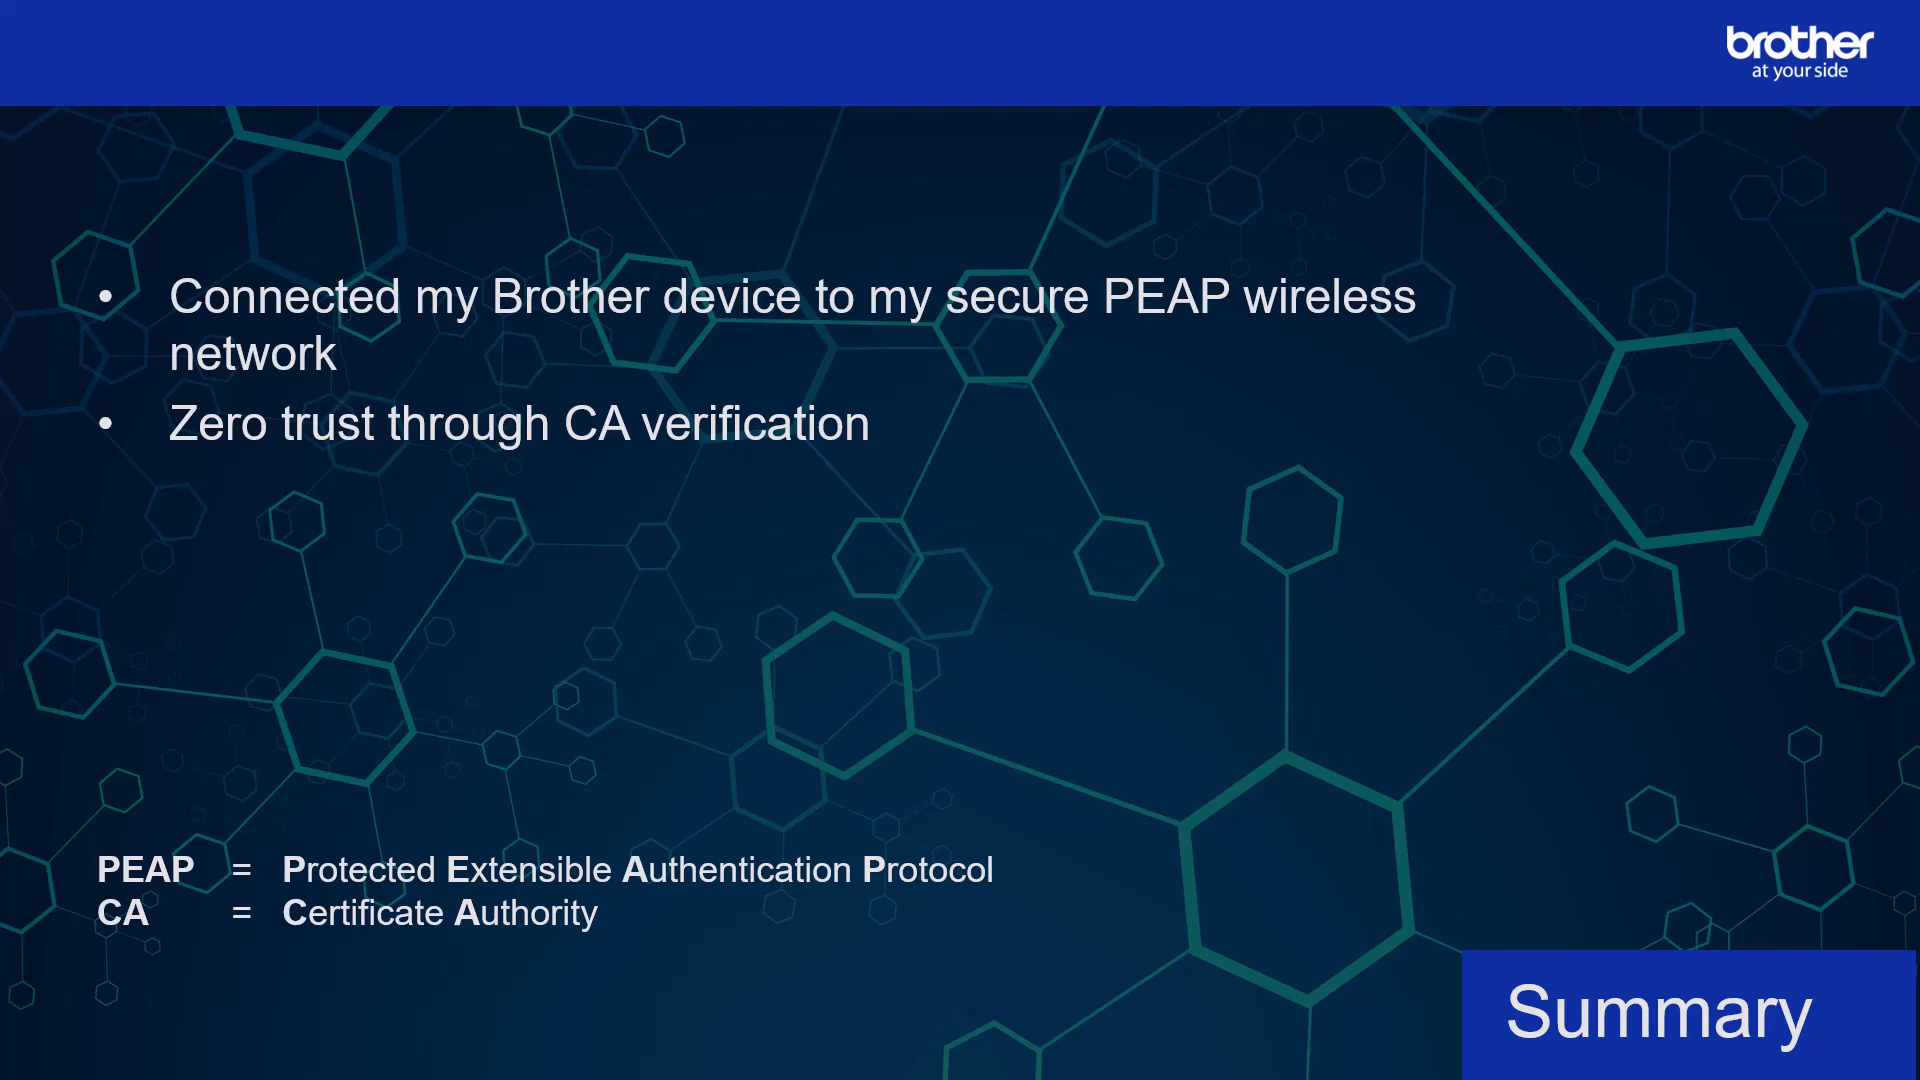 brother
at your side
• Connected my Brother device to my secure PEAP wireless
network
• Zero trust through CA verification
PEAP = Protected Extensible Authentication Protocol
CA = Certificate Authority
Summary